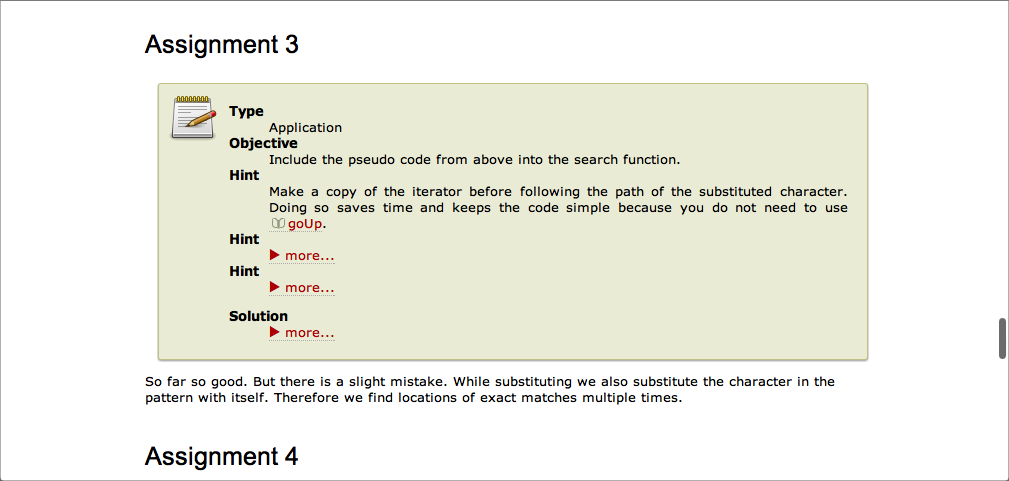 Assignment 3
Type
Application
Objective
Include the pseudo code from above into the search function.
Hint
Make a copy of the iterator before following the path of the substituted character.
Doing so saves time and keeps the code simple because you do not need to use
goUp.
Hint
more...
Hint
more...
Solution
more...
So far so good. But there is a slight mistake. While substituting we also substitute the character in the
pattern with itself. Therefore we find locations of exact matches multiple times.
Assignment 4